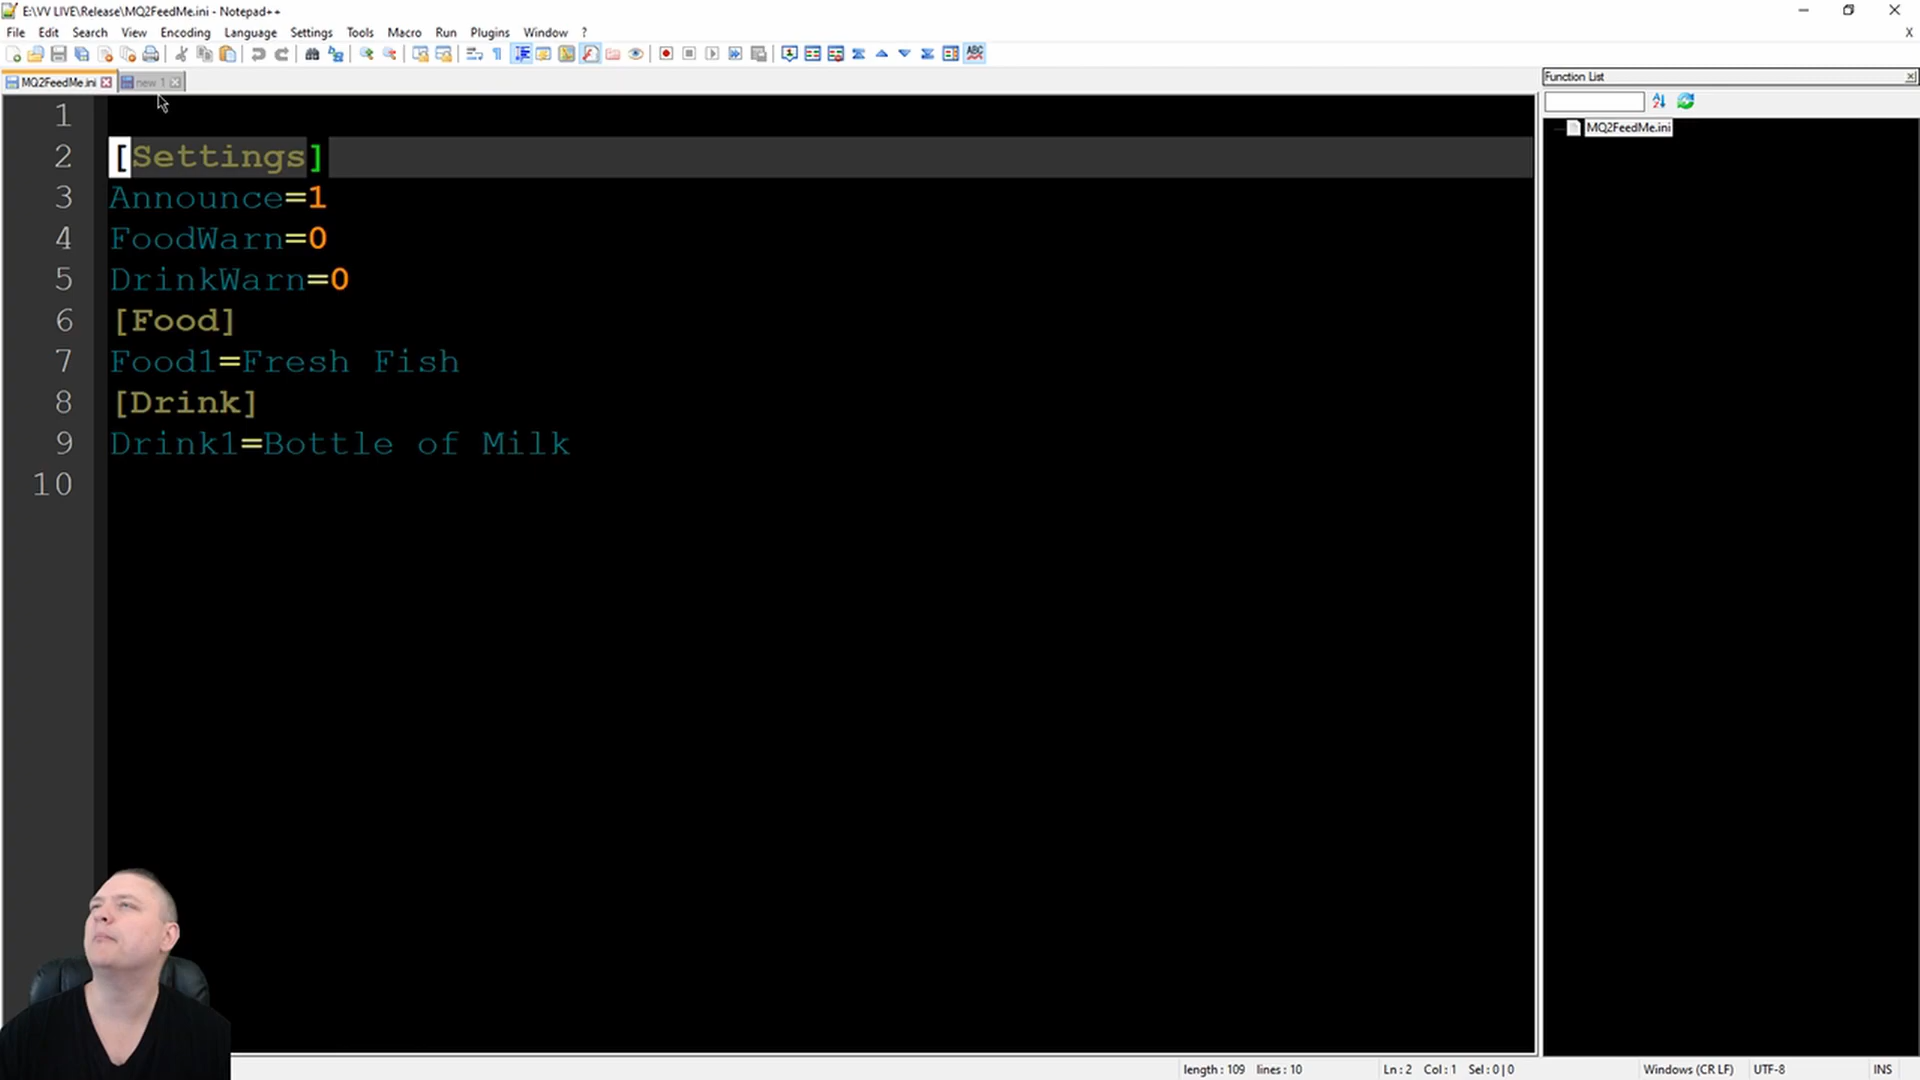 E:\VV LIVE\Release\MQ2FeedMe.ini - Notepad++
File Edit Search View Encoding Language Settings Tools Macro Run Plugins Window ? X
MQ2FeedMe.ini new 1
Function List
MQ2FeedMe.ini
1
2 [Settings]
3 Announce=1
4 FoodWarn=0
5 DrinkWarn=0
6 [Food]
7 Food1=Fresh Fish
8 [Drink]
9 Drink1=Bottle of Milk
10
length : 109 lines : 10 Ln : 2 Col : 1 Sel : 0 | 0 Windows (CR LF) UTF-8 INS